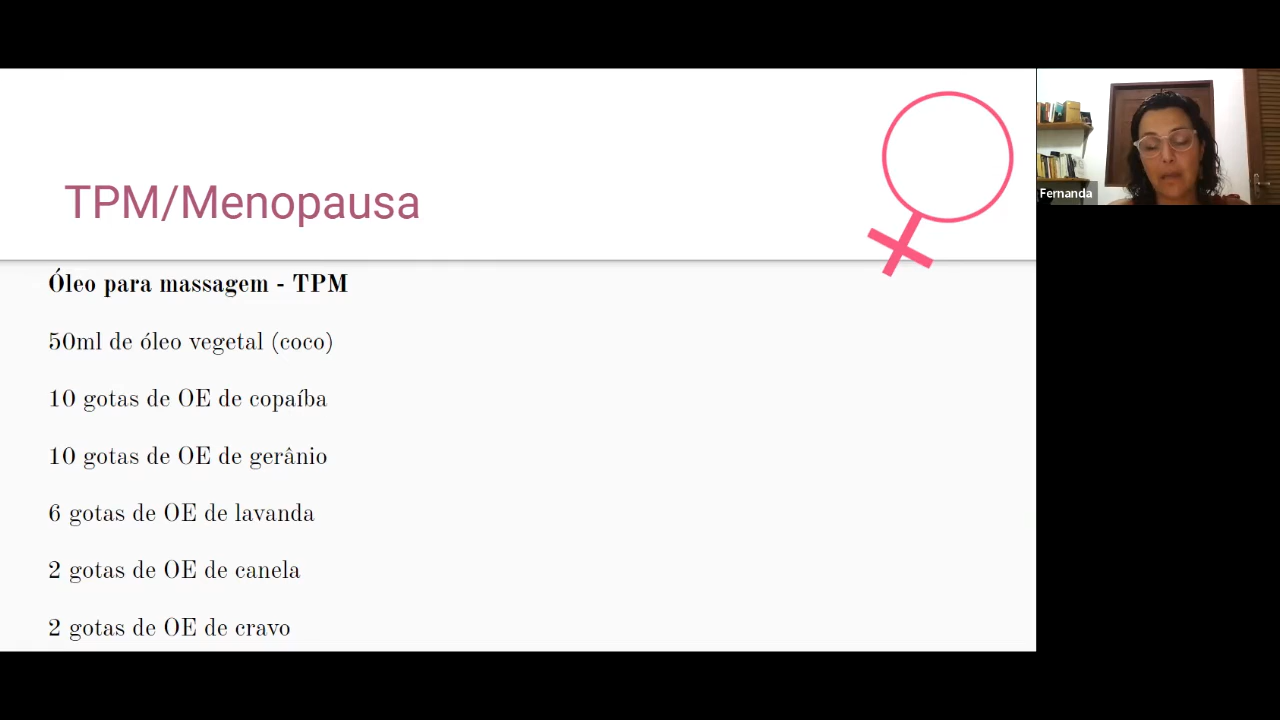 TPM/Menopausa
Óleo para massagem - TPM
50ml de óleo vegetal (coco)
10 gotas de OE de copaíba
10 gotas de OE de gerânio
6 gotas de OE de lavanda
2 gotas de OE de canela
2 gotas de OE de cravo
Fernanda